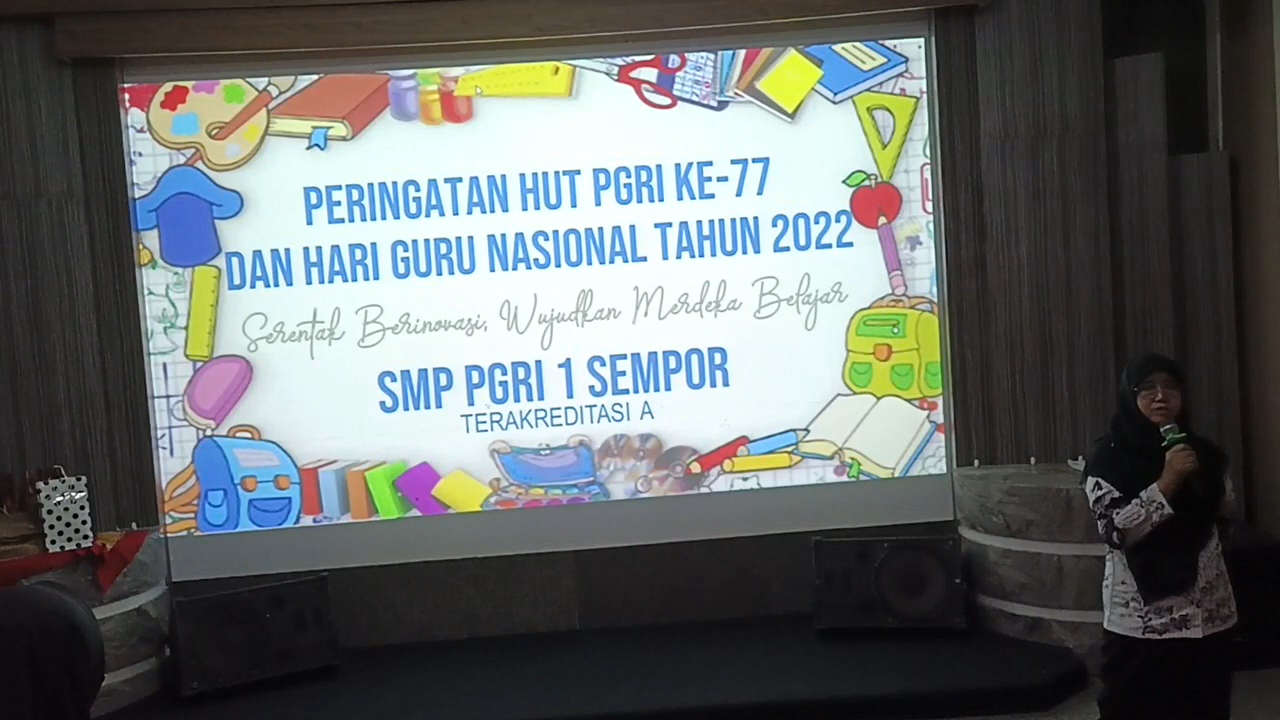 PERINGATAN HUT PGRI KE-77
DAN HARI GURU NASIONAL TAHUN 2022
Serentak Berinovasi, Wujudkan Merdeka Belajar
SMP PGRI 1 SEMPOR
TERAKREDITASI A